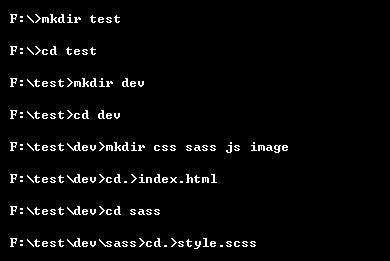 F:\>mkdir test
F:\>cd test
F:\test>mkdir dev
F:\test>cd dev
F:\test\dev>mkdir css sass js image
F:\test\dev>cd.>index.html
F:\test\dev>cd sass
F:\test\dev\sass>cd.>style.scss